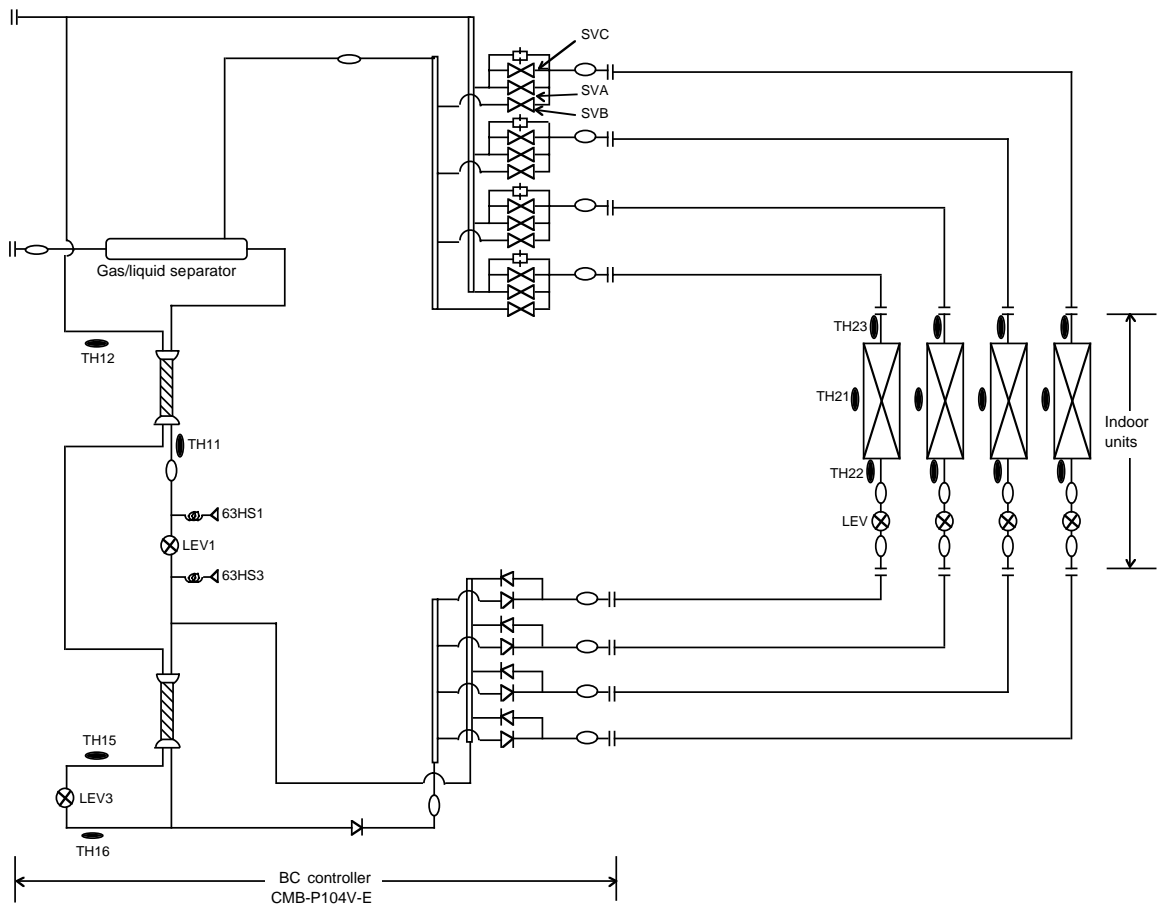 SVC
SVA
SVB
Gas/liquid separator
TH12
TH23
TH21
TH11
TH22
Indoor
units
63HS1
LEV
LEV1
63HS3
TH15
LEV3
TH16
BC controller
CMB-P104V-E